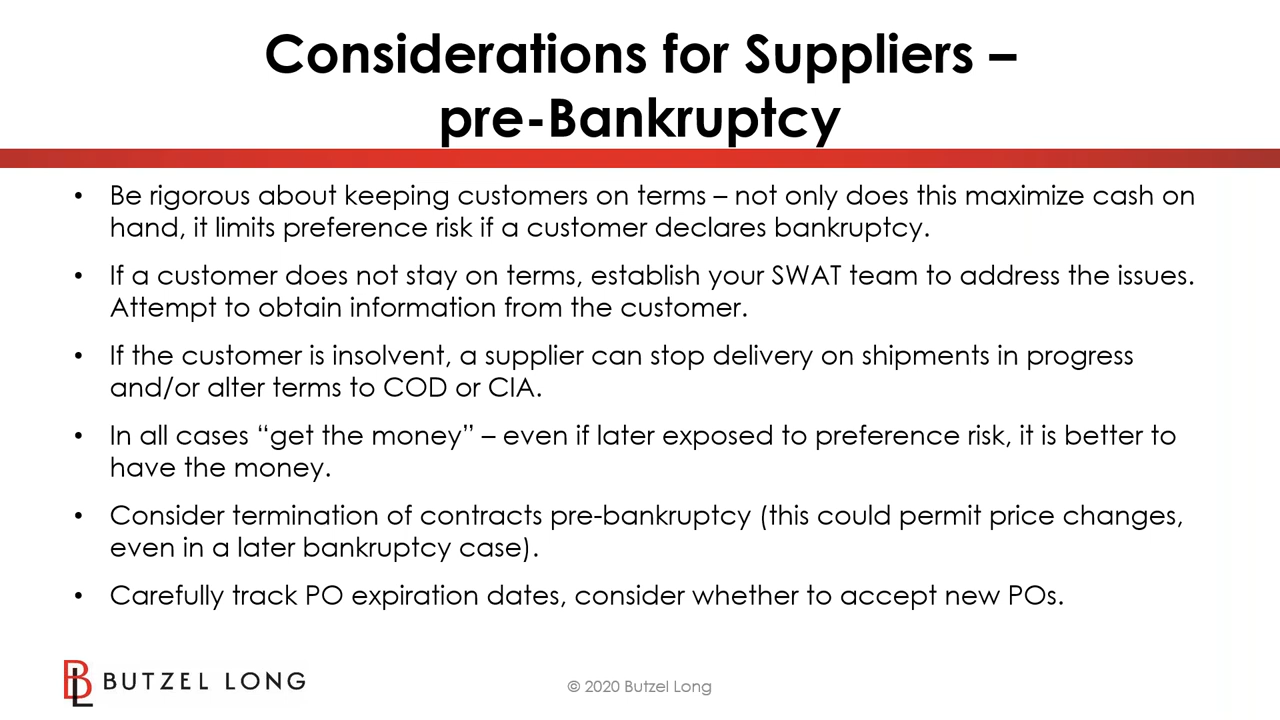 Considerations for Suppliers –
pre-Bankruptcy
• Be rigorous about keeping customers on terms – not only does this maximize cash on
hand, it limits preference risk if a customer declares bankruptcy.
• If a customer does not stay on terms, establish your SWAT team to address the issues.
Attempt to obtain information from the customer.
• If the customer is insolvent, a supplier can stop delivery on shipments in progress
and/or alter terms to COD or CIA.
• In all cases “get the money” – even if later exposed to preference risk, it is better to
have the money.
• Consider termination of contracts pre-bankruptcy (this could permit price changes,
even in a later bankruptcy case).
• Carefully track PO expiration dates, consider whether to accept new POs.
BL BUTZEL LONG
© 2020 Butzel Long